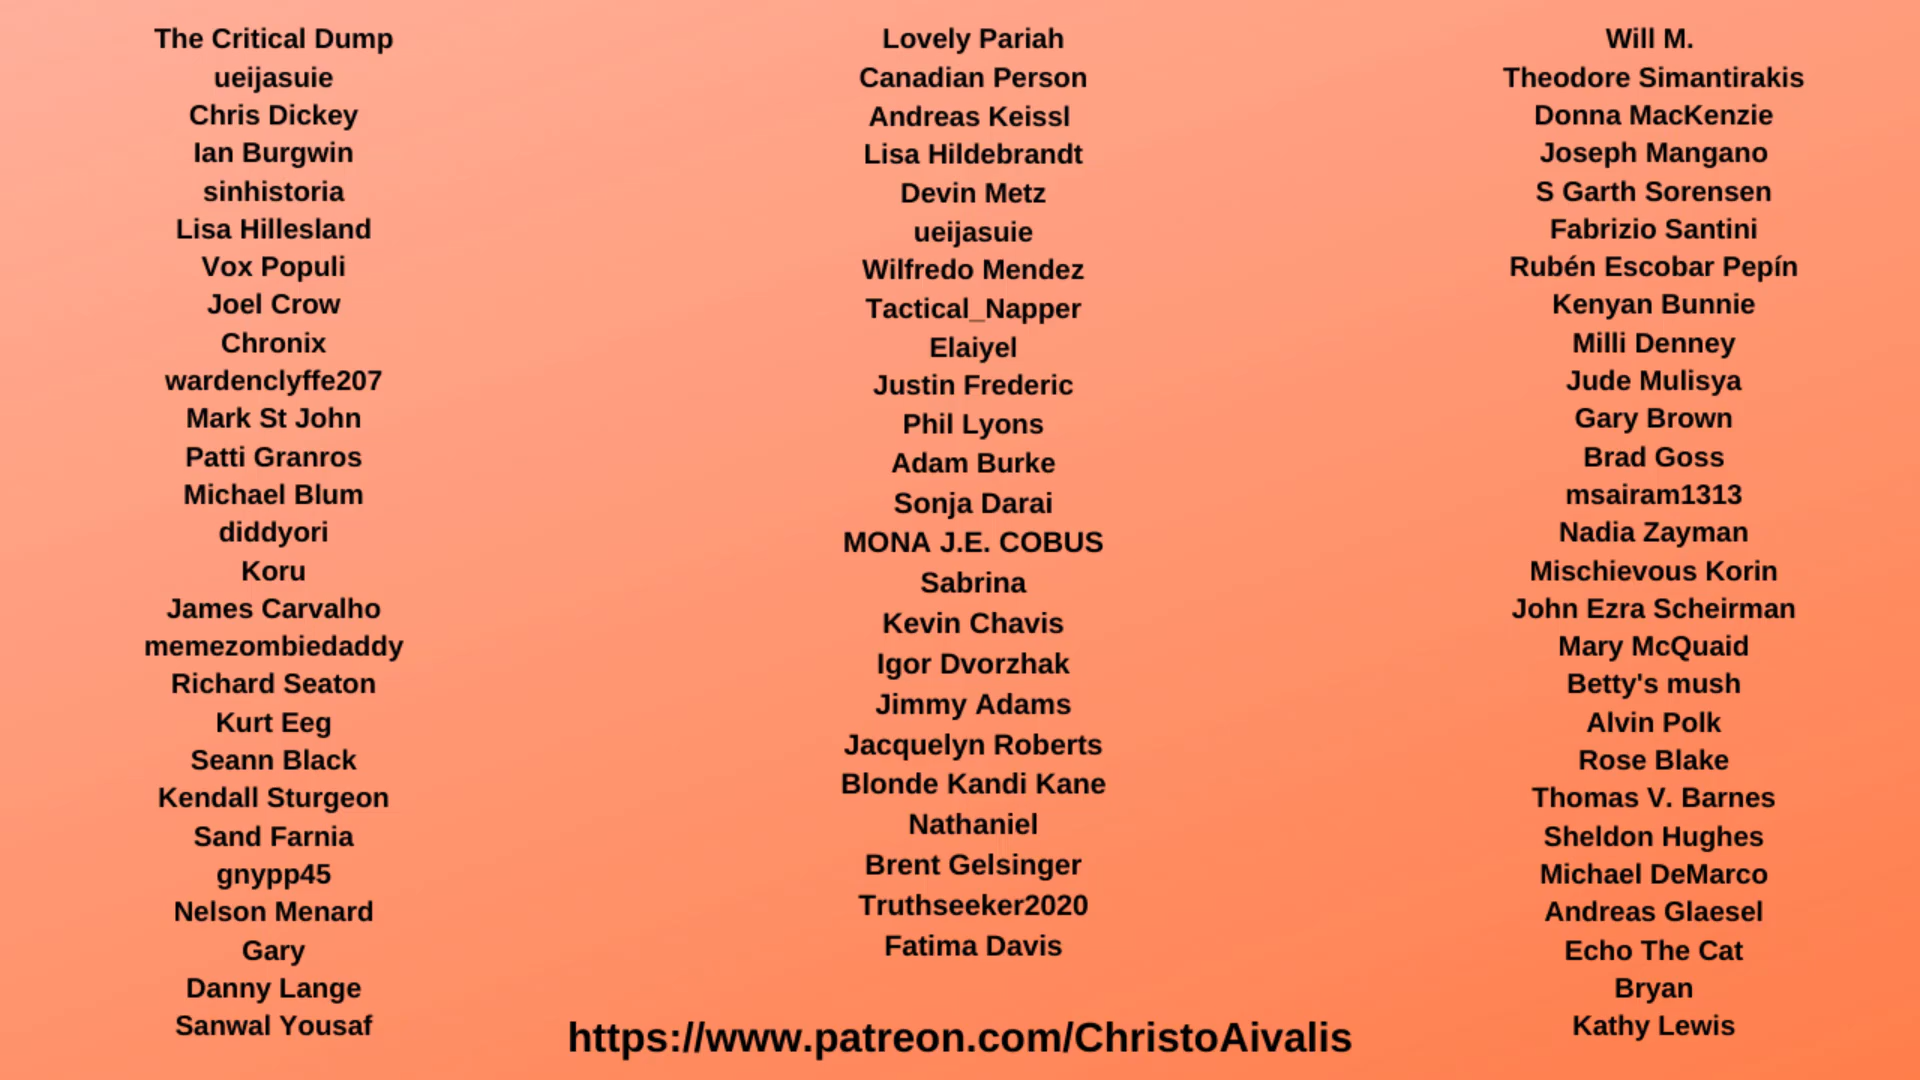 The Critical Dump
ueijasuie
Chris Dickey
Ian Burgwin
sinhistoria
Lisa Hillesland
Vox Populi
Joel Crow
Chronix
wardenclyffe207
Mark St John
Patti Granros
Michael Blum
diddyori
Koru
James Carvalho
memezombiedaddy
Richard Seaton
Kurt Eeg
Seann Black
Kendall Sturgeon
Sand Farnia
gnypp45
Nelson Menard
Gary
Danny Lange
Sanwal Yousaf
Lovely Pariah
Canadian Person
Andreas Keissl
Lisa Hildebrandt
Devin Metz
ueijasuie
Wilfredo Mendez
Tactical_Napper
Elaiyel
Justin Frederic
Phil Lyons
Adam Burke
Sonja Darai
MONA J.E. COBUS
Sabrina
Kevin Chavis
Igor Dvorzhak
Jimmy Adams
Jacquelyn Roberts
Blonde Kandi Kane
Nathaniel
Brent Gelsinger
Truthseeker2020
Fatima Davis
Will M.
Theodore Simantirakis
Donna MacKenzie
Joseph Mangano
S Garth Sorensen
Fabrizio Santini
Rubén Escobar Pepín
Kenyan Bunnie
Milli Denney
Jude Mulisya
Gary Brown
Brad Goss
msairam1313
Nadia Zayman
Mischievous Korin
John Ezra Scheirman
Mary McQuaid
Betty's mush
Alvin Polk
Rose Blake
Thomas V. Barnes
Sheldon Hughes
Michael DeMarco
Andreas Glaesel
Echo The Cat
Bryan
Kathy Lewis
https://www.patreon.com/ChristoAivalis